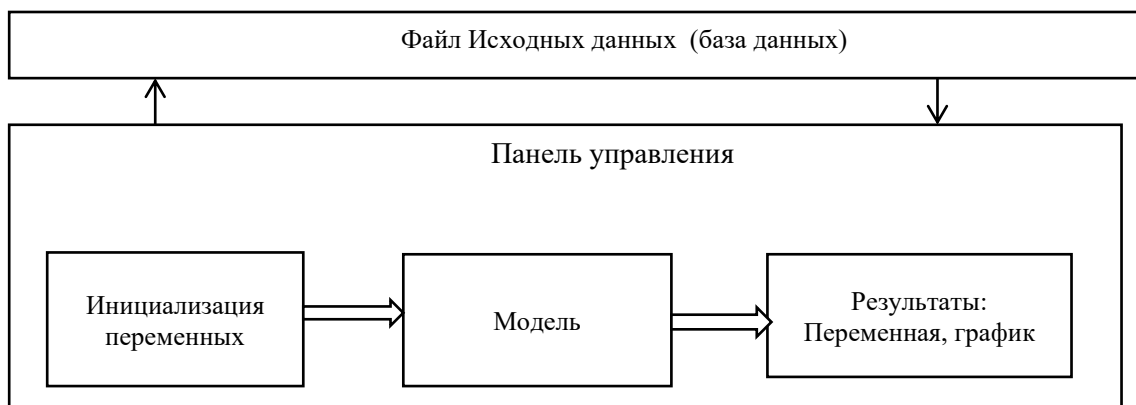 Файл Исходных данных (база данных)
Панель управления
Инициализация
переменных
Модель
Результаты:
Переменная, график